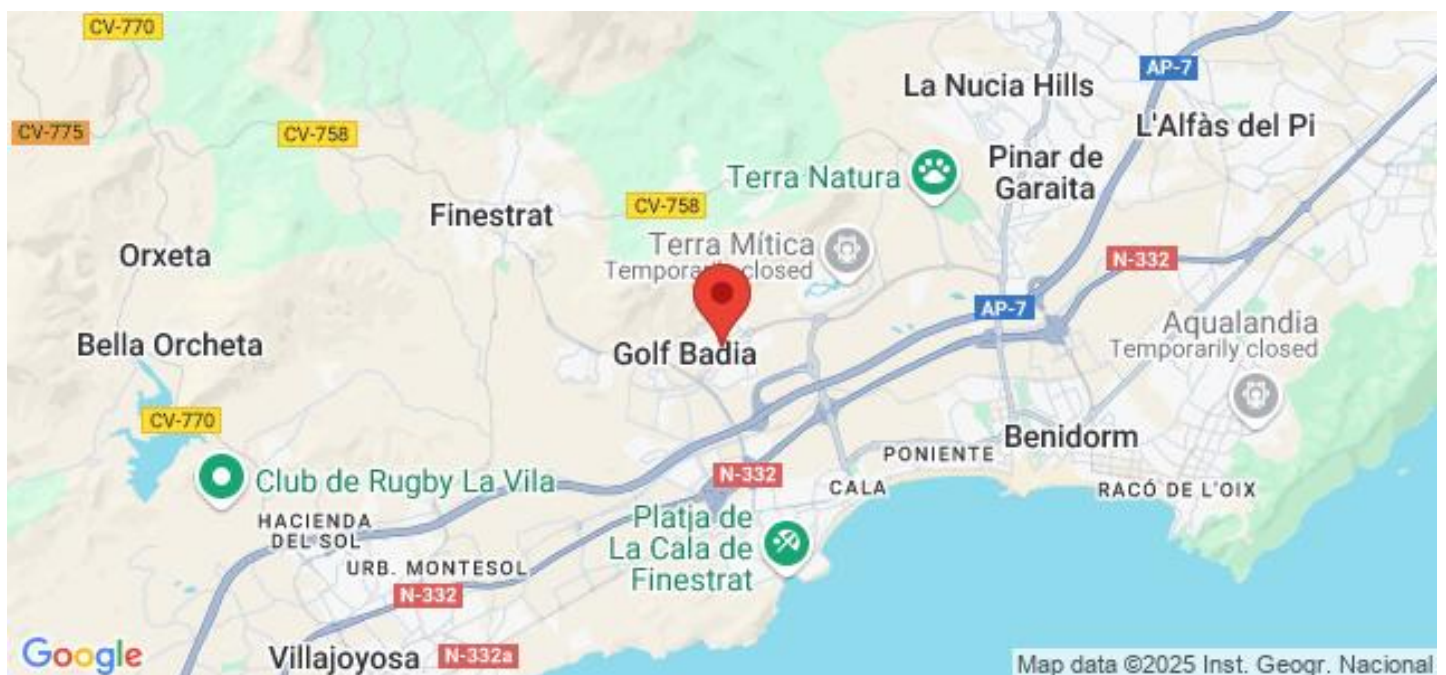 CV-770
La Nucia Hills
AP-7
CV-775
CV-758
L'Alfàs del Pi
Pinar de
Garaita
Terra Natura
CV-758
Finestrat
Orxeta
Terra Mítica
Temporarily closed
N-332
AP-7
Bella Orcheta
Golf Badia
Aqualandia
Temporarily closed
CV-770
Benidorm
PONIENTE
Club de Rugby La Vila
N-332
CALA
RACÓ DE L'OIX
HACIENDA
DEL SOL
Platja de
La Cala de
Finestrat
URB. MONTESOL
N-332
Google
Villajoyosa
N-332a
Map data ©2025 Inst. Geogr. Nacional